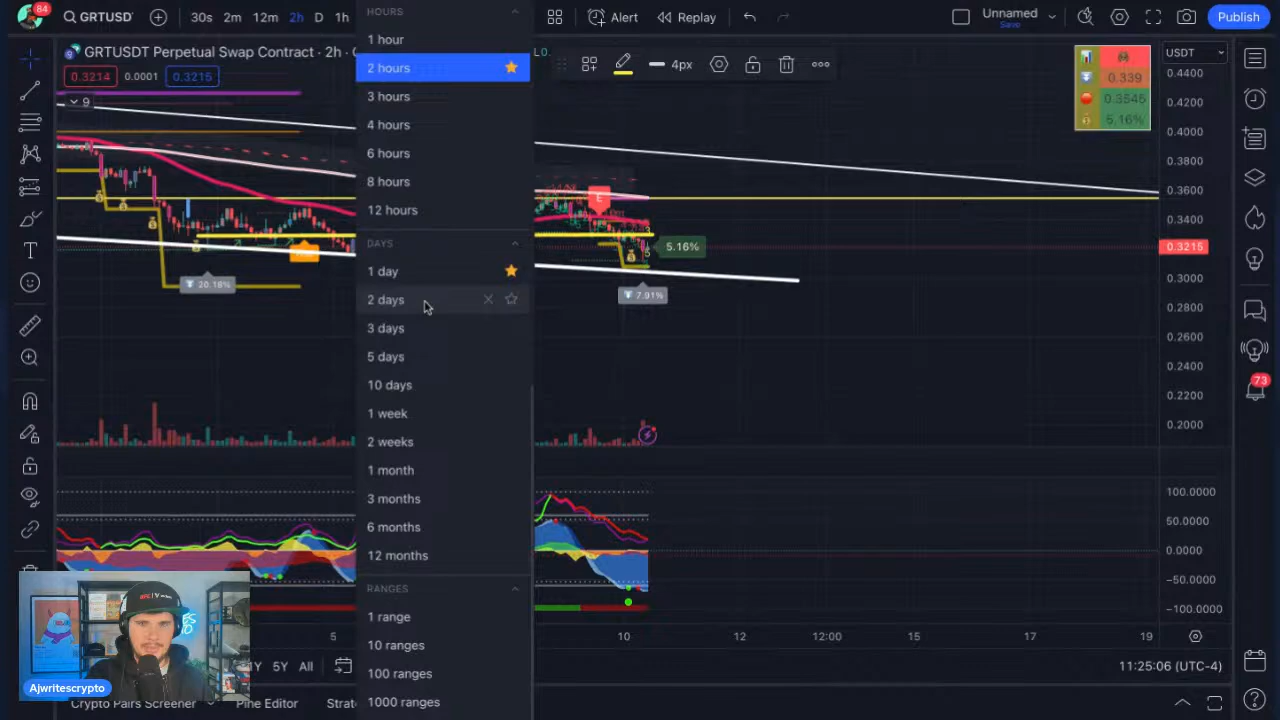 84
GRTUSD
30s 2m 12m 2h D 1h
Alert
Replay
Unnamed
Save
Publish
GRTUSDT Perpetual Swap Contract · 2h ·
0.3214 0.0001 0.3215
9
HOURS
1 hour
2 hours
3 hours
4 hours
6 hours
8 hours
12 hours
DAYS
1 day
2 days
3 days
5 days
10 days
1 week
2 weeks
1 month
3 months
6 months
12 months
RANGES
1 range
10 ranges
100 ranges
1000 ranges
L0.
4px
USDT
0.339
0.3545
5.16%
0.4400
0.4200
0.4000
0.3800
0.3600
0.3400
0.3215
0.3000
0.2800
0.2600
0.2400
0.2200
0.2000
100.0000
50.0000
0.0000
−50.0000
−100.0000
E
5.16%
20.18%
7.91%
73
5 10 12 12:00 15 17 19
Y 5Y All
11:25:06 (UTC-4)
Ajwritescrypto
Crypto Pairs Screener
Pine Editor
Strat